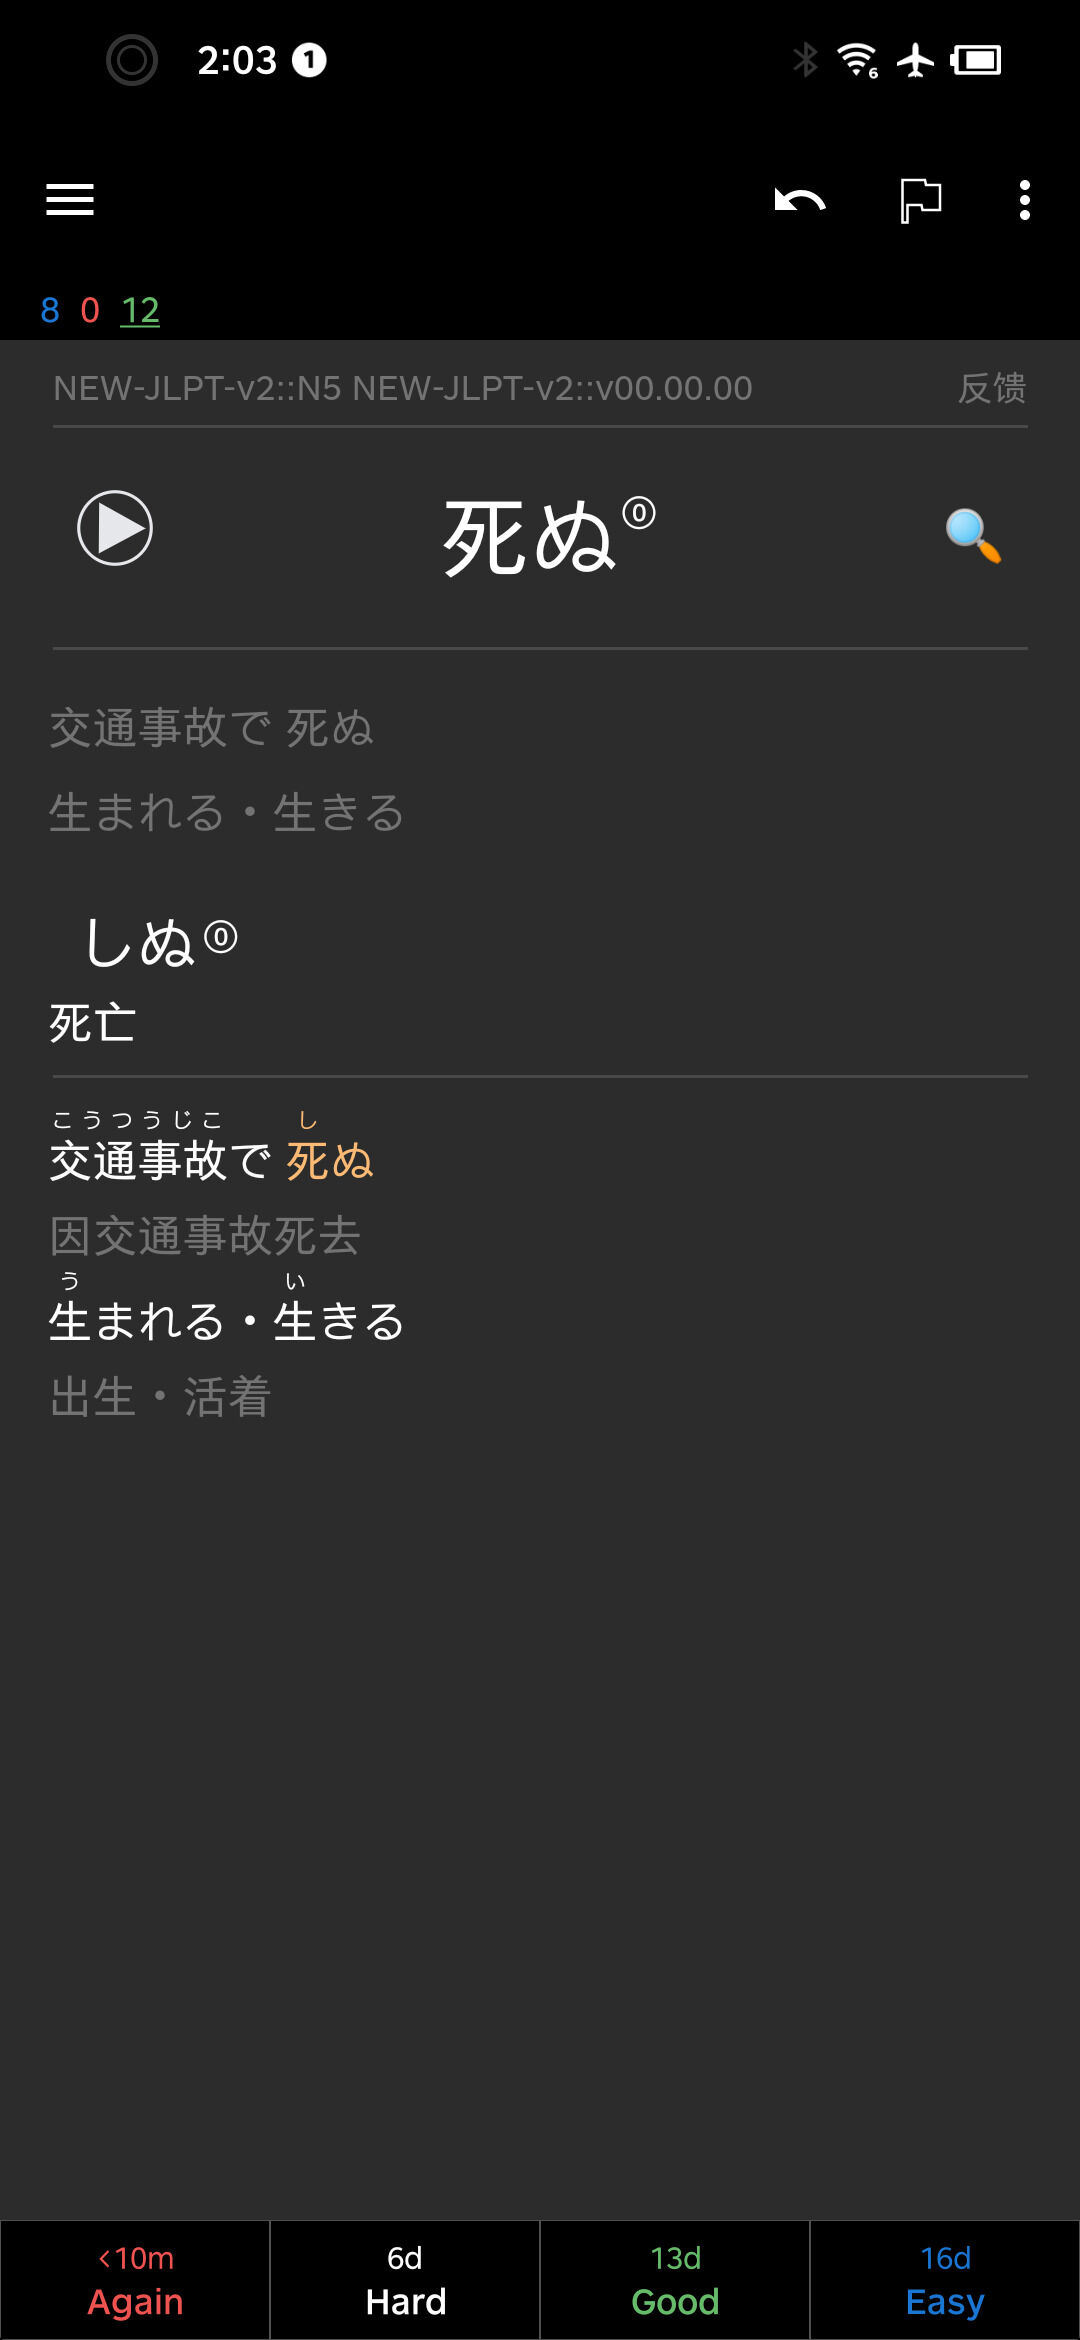 2:03 1
6
8 0 12
NEW-JLPT-v2::N5 NEW-JLPT-v2::v00.00.00 反馈
死ぬ⓪
交通事故で 死ぬ
生まれる・生きる
しぬ⓪
死亡
こうつうじこ し
交通事故で 死ぬ
因交通事故死去
う い
生まれる・生きる
出生・活着
<10m 6d 13d 16d
Again Hard Good Easy